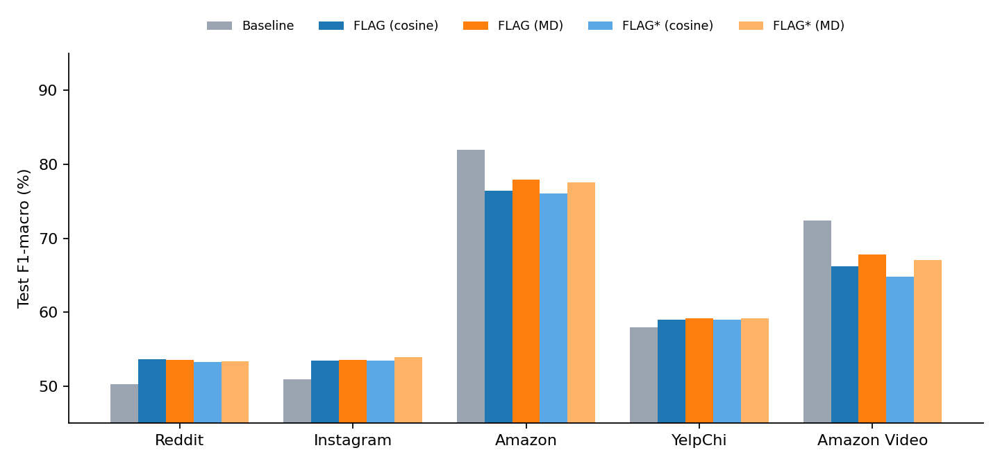 Baseline FLAG (cosine) FLAG (MD) FLAG* (cosine) FLAG* (MD)
Test F1-macro (%)
90
80
70
60
50
Reddit Instagram Amazon YelpChi Amazon Video